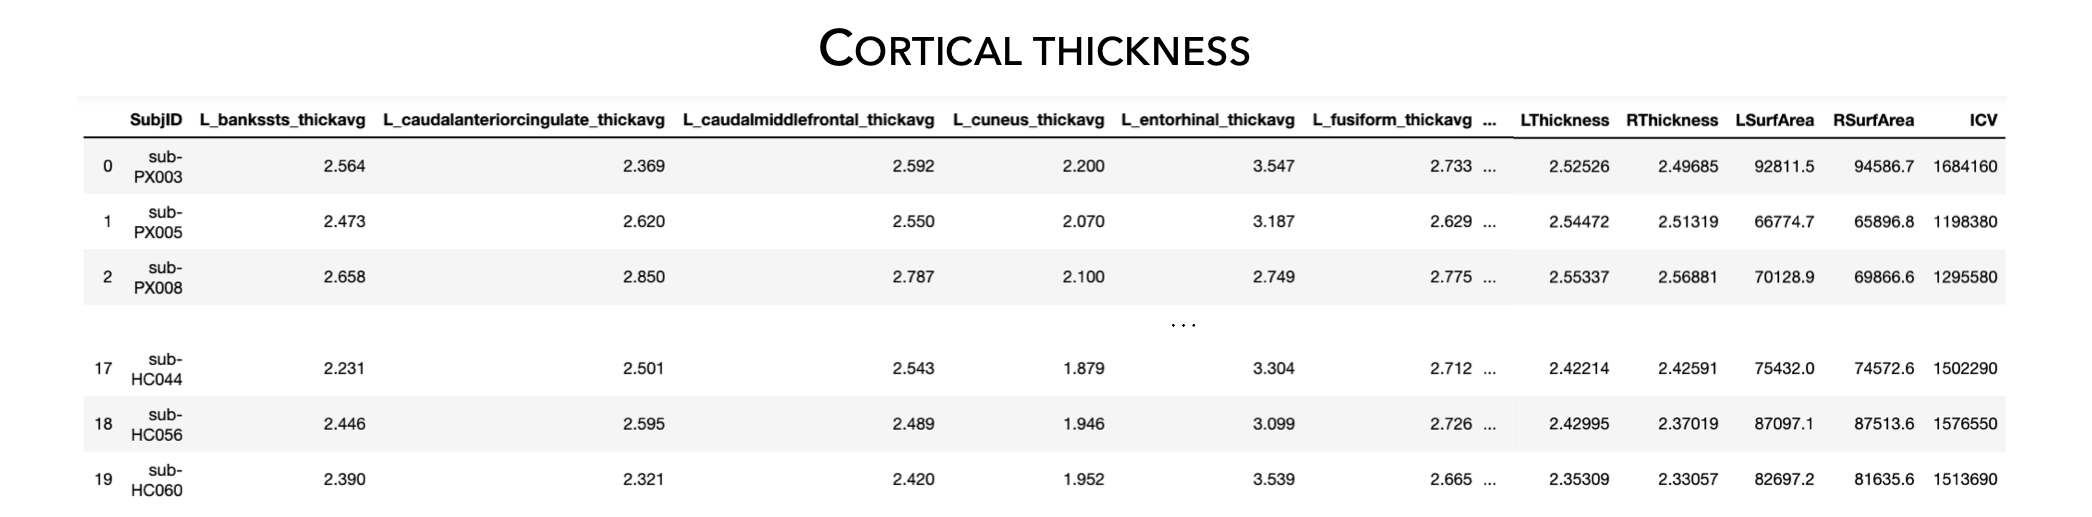 CORTICAL THICKNESS
SubjID L_bankssts_thickavg L_caudalanteriorcingulate_thickavg L_caudalmiddlefrontal_thickavg L_cuneus_thickavg L_entorhinal_thickavg L_fusiform_thickavg ... LThickness RThickness LSurfArea RSurfArea ICV
0 sub-PX003 2.564 2.369 2.592 2.200 3.547 2.733 ... 2.52526 2.49685 92811.5 94586.7 1684160
1 sub-PX005 2.473 2.620 2.550 2.070 3.187 2.629 ... 2.54472 2.51319 66774.7 65896.8 1198380
2 sub-PX008 2.658 2.850 2.787 2.100 2.749 2.775 ... 2.55337 2.56881 70128.9 69866.6 1295580
...
17 sub-HC044 2.231 2.501 2.543 1.879 3.304 2.712 ... 2.42214 2.42591 75432.0 74572.6 1502290
18 sub-HC056 2.446 2.595 2.489 1.946 3.099 2.726 ... 2.42995 2.37019 87097.1 87513.6 1576550
19 sub-HC060 2.390 2.321 2.420 1.952 3.539 2.665 ... 2.35309 2.33057 82697.2 81635.6 1513690